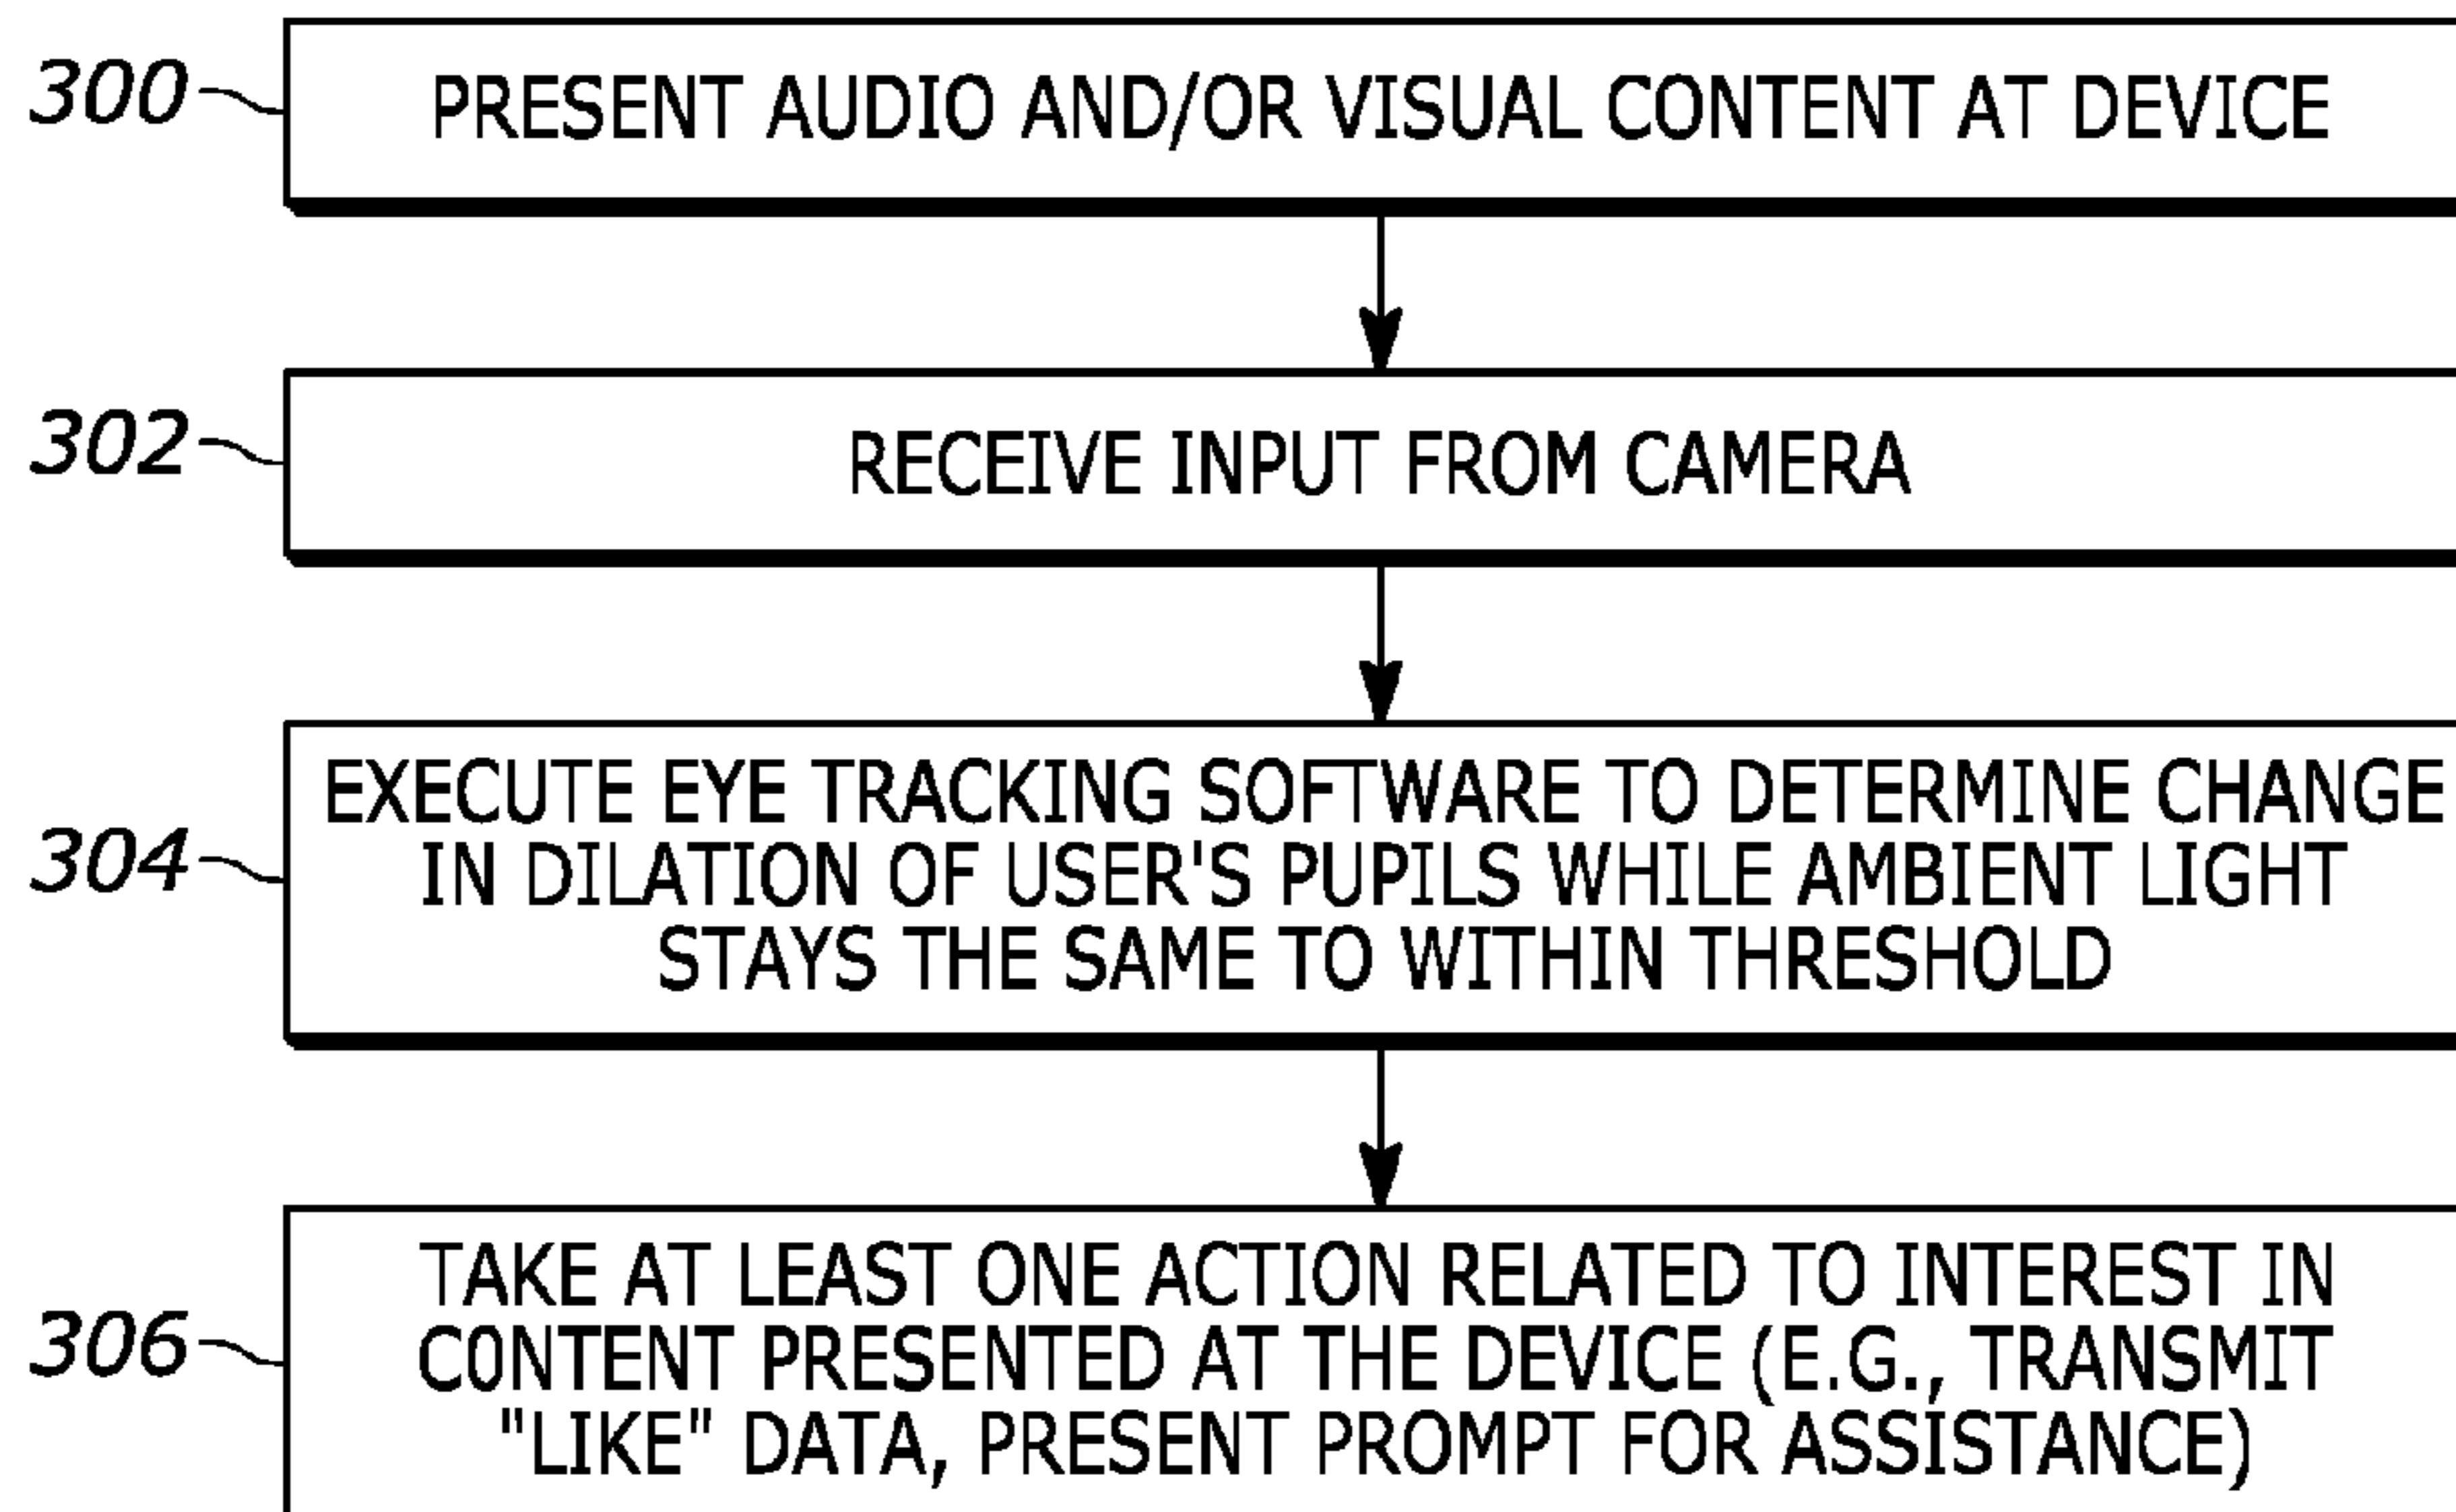 300
PRESENT AUDIO AND/OR VISUAL CONTENT AT DEVICE
302
RECEIVE INPUT FROM CAMERA
304
EXECUTE EYE TRACKING SOFTWARE TO DETERMINE CHANGE
IN DILATION OF USER'S PUPILS WHILE AMBIENT LIGHT
STAYS THE SAME TO WITHIN THRESHOLD
306
TAKE AT LEAST ONE ACTION RELATED TO INTEREST IN
CONTENT PRESENTED AT THE DEVICE (E.G., TRANSMIT
"LIKE" DATA, PRESENT PROMPT FOR ASSISTANCE)